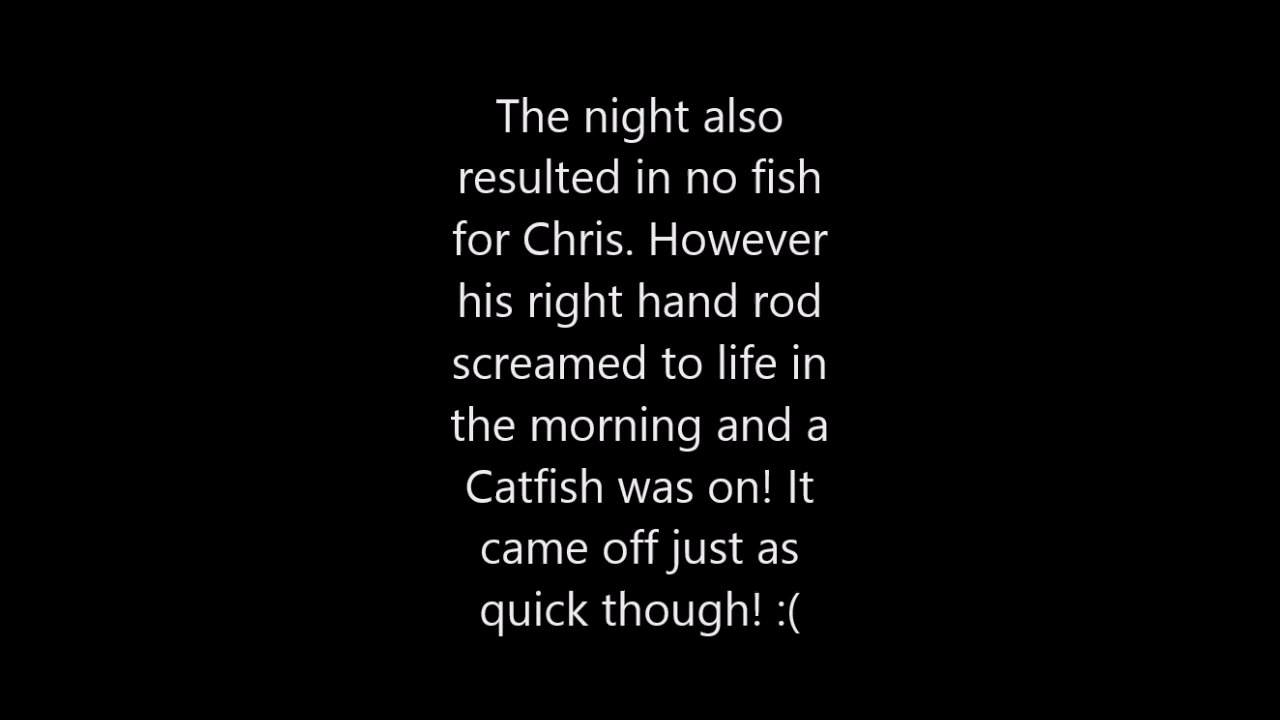 The night also
resulted in no fish
for Chris. However
his right hand rod
screamed to life in
the morning and a
Catfish was on! It
came off just as
quick though! :(